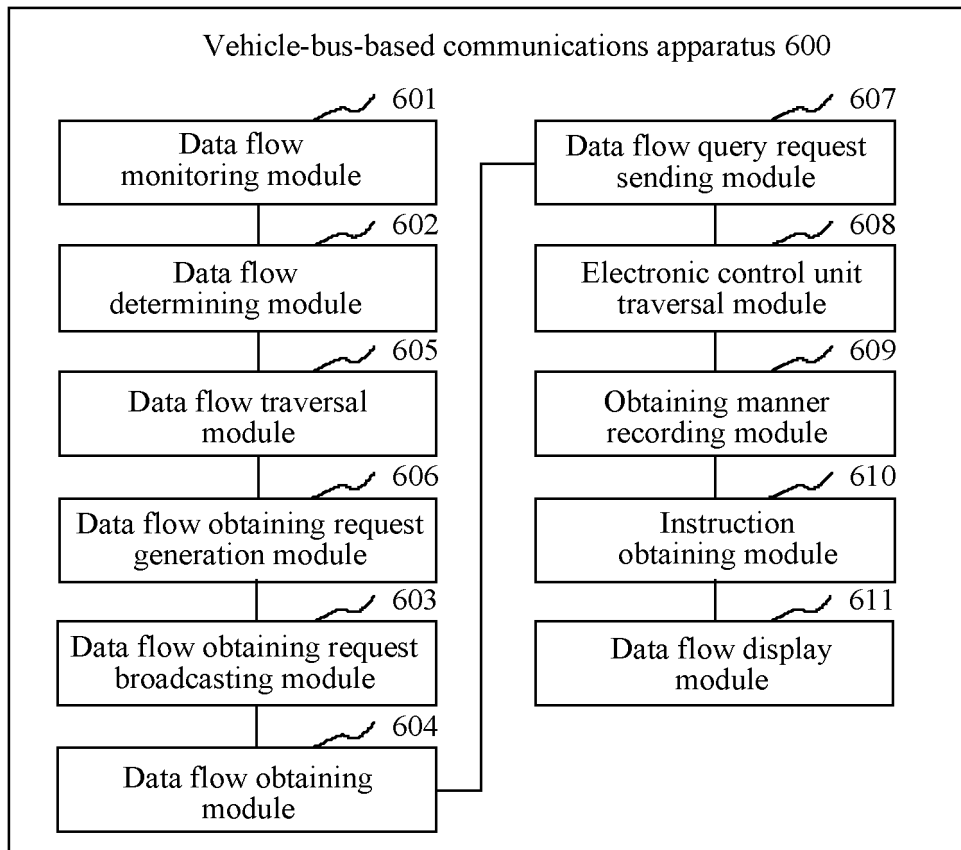 Vehicle-bus-based communications apparatus 600
601
Data flow
monitoring module
602
Data flow
determining module
605
Data flow traversal
module
606
Data flow obtaining request
generation module
603
Data flow obtaining request
broadcasting module
604
Data flow obtaining
module
607
Data flow query request
sending module
608
Electronic control unit
traversal module
609
Obtaining manner
recording module
610
Instruction
obtaining module
611
Data flow display
module